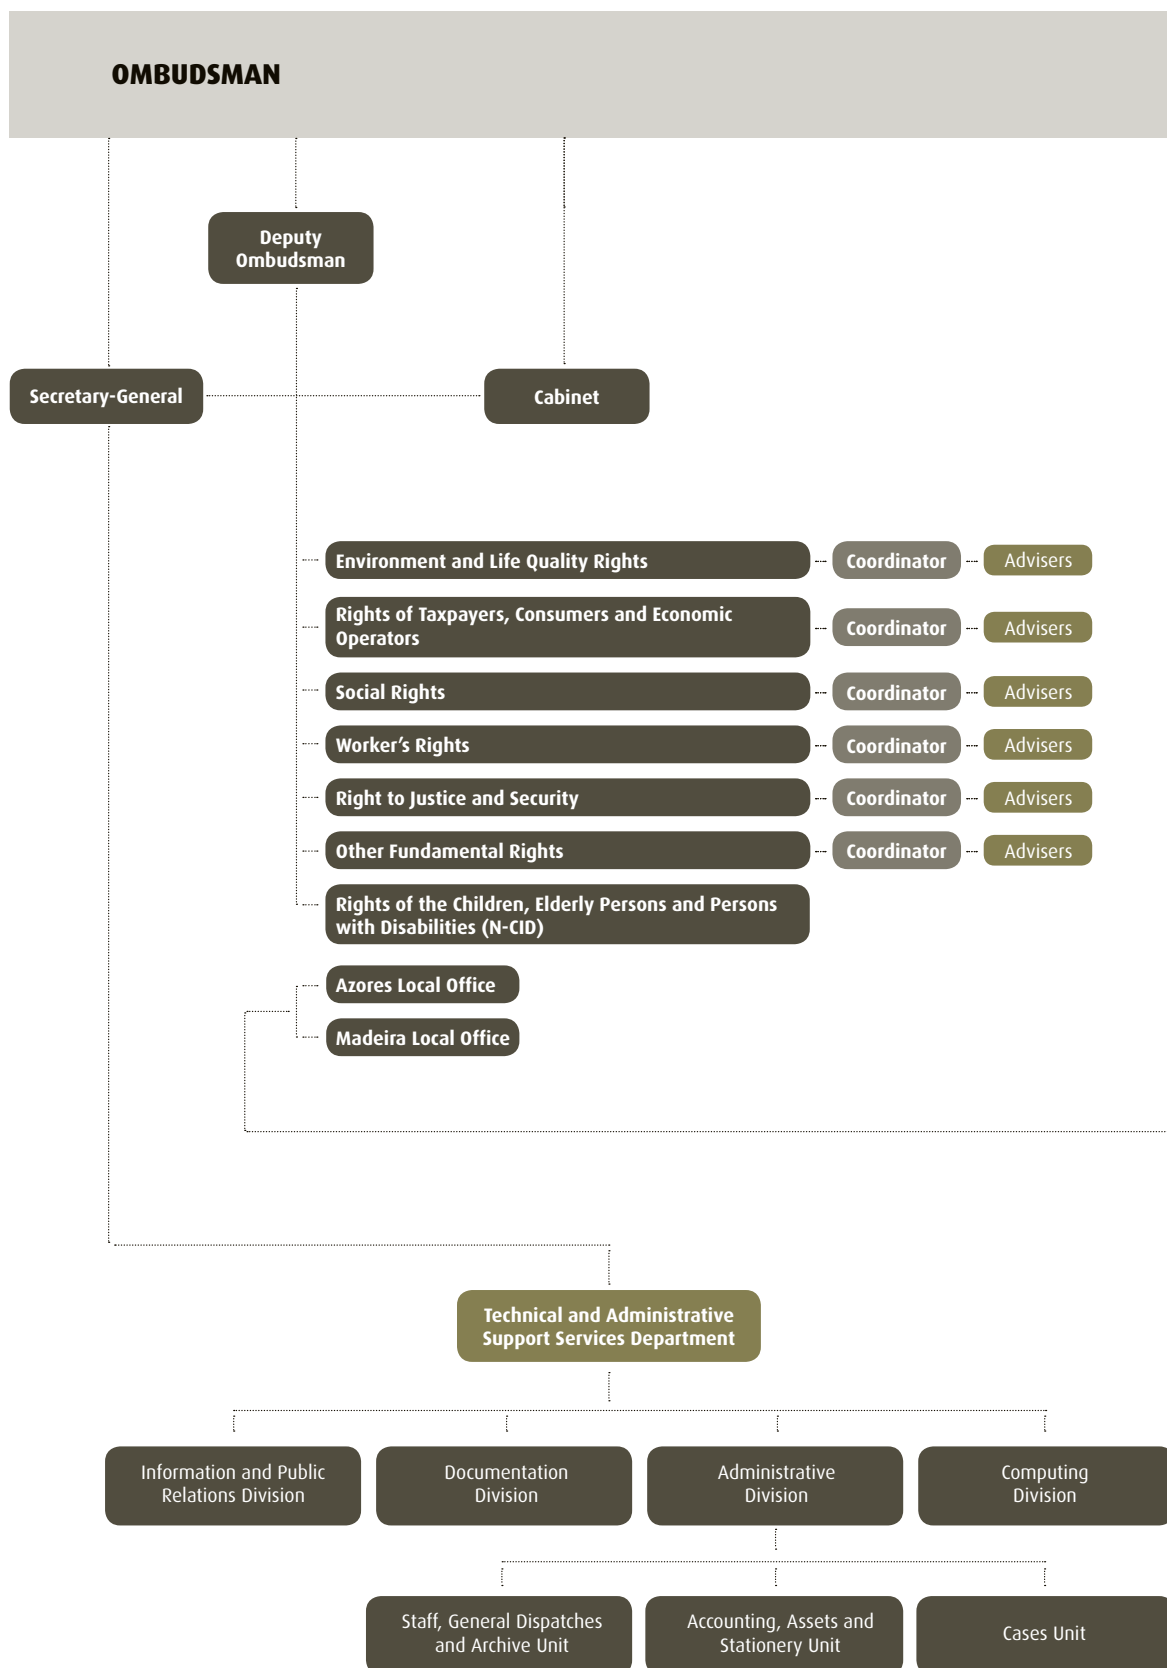 OMBUDSMAN
Deputy
Ombudsman
Secretary-General
Cabinet
Environment and Life Quality Rights
Coordinator
Advisers
Rights of Taxpayers, Consumers and Economic
Operators
Coordinator
Advisers
Social Rights
Coordinator
Advisers
Worker’s Rights
Coordinator
Advisers
Right to Justice and Security
Coordinator
Advisers
Other Fundamental Rights
Coordinator
Advisers
Rights of the Children, Elderly Persons and Persons
with Disabilities (N-CID)
Azores Local Office
Madeira Local Office
Technical and Administrative
Support Services Department
Information and Public
Relations Division
Documentation
Division
Administrative
Division
Computing
Division
Staff, General Dispatches
and Archive Unit
Accounting, Assets and
Stationery Unit
Cases Unit